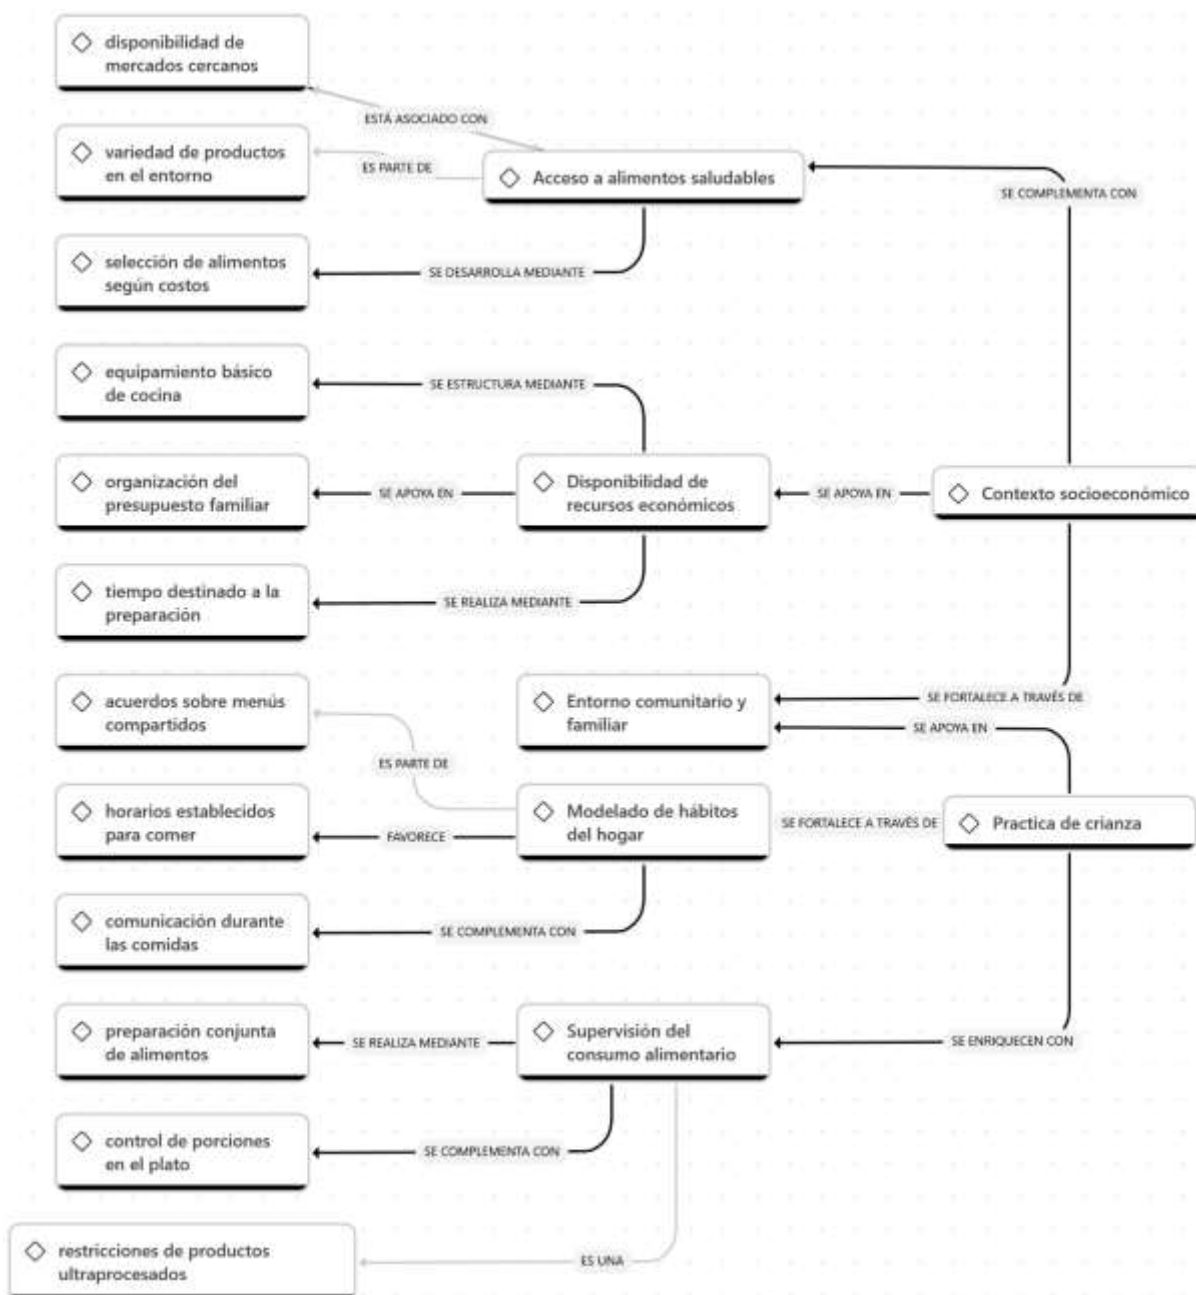 disponibilidad de
mercados cercanos
ESTÁ ASOCIADO CON
variedad de productos
en el entorno
ES PARTE DE
Acceso a alimentos saludables
SE COMPLEMENTA CON
selección de alimentos
según costos
SE DESARROLLA MEDIANTE
equipamiento básico
de cocina
SE ESTRUCTURA MEDIANTE
organización del
presupuesto familiar
SE APOYA EN
Disponibilidad de
recursos económicos
SE APOYA EN
Contexto socioeconómico
tiempo destinado a la
preparación
SE REALIZA MEDIANTE
acuerdos sobre menús
compartidos
Entorno comunitario y
familiar
SE FORTALECE A TRAVÉS DE
SE APOYA EN
ES PARTE DE
horarios establecidos
para comer
FAVORECE
Modelado de hábitos
del hogar
SE FORTALECE A TRAVÉS DE
Practica de crianza
comunicación durante
las comidas
SE COMPLEMENTA CON
preparación conjunta
de alimentos
SE REALIZA MEDIANTE
Supervisión del
consumo alimentario
SE ENRIQUECEN CON
control de porciones
en el plato
SE COMPLEMENTA CON
restricciones de productos
ultraprocesados
ES UNA